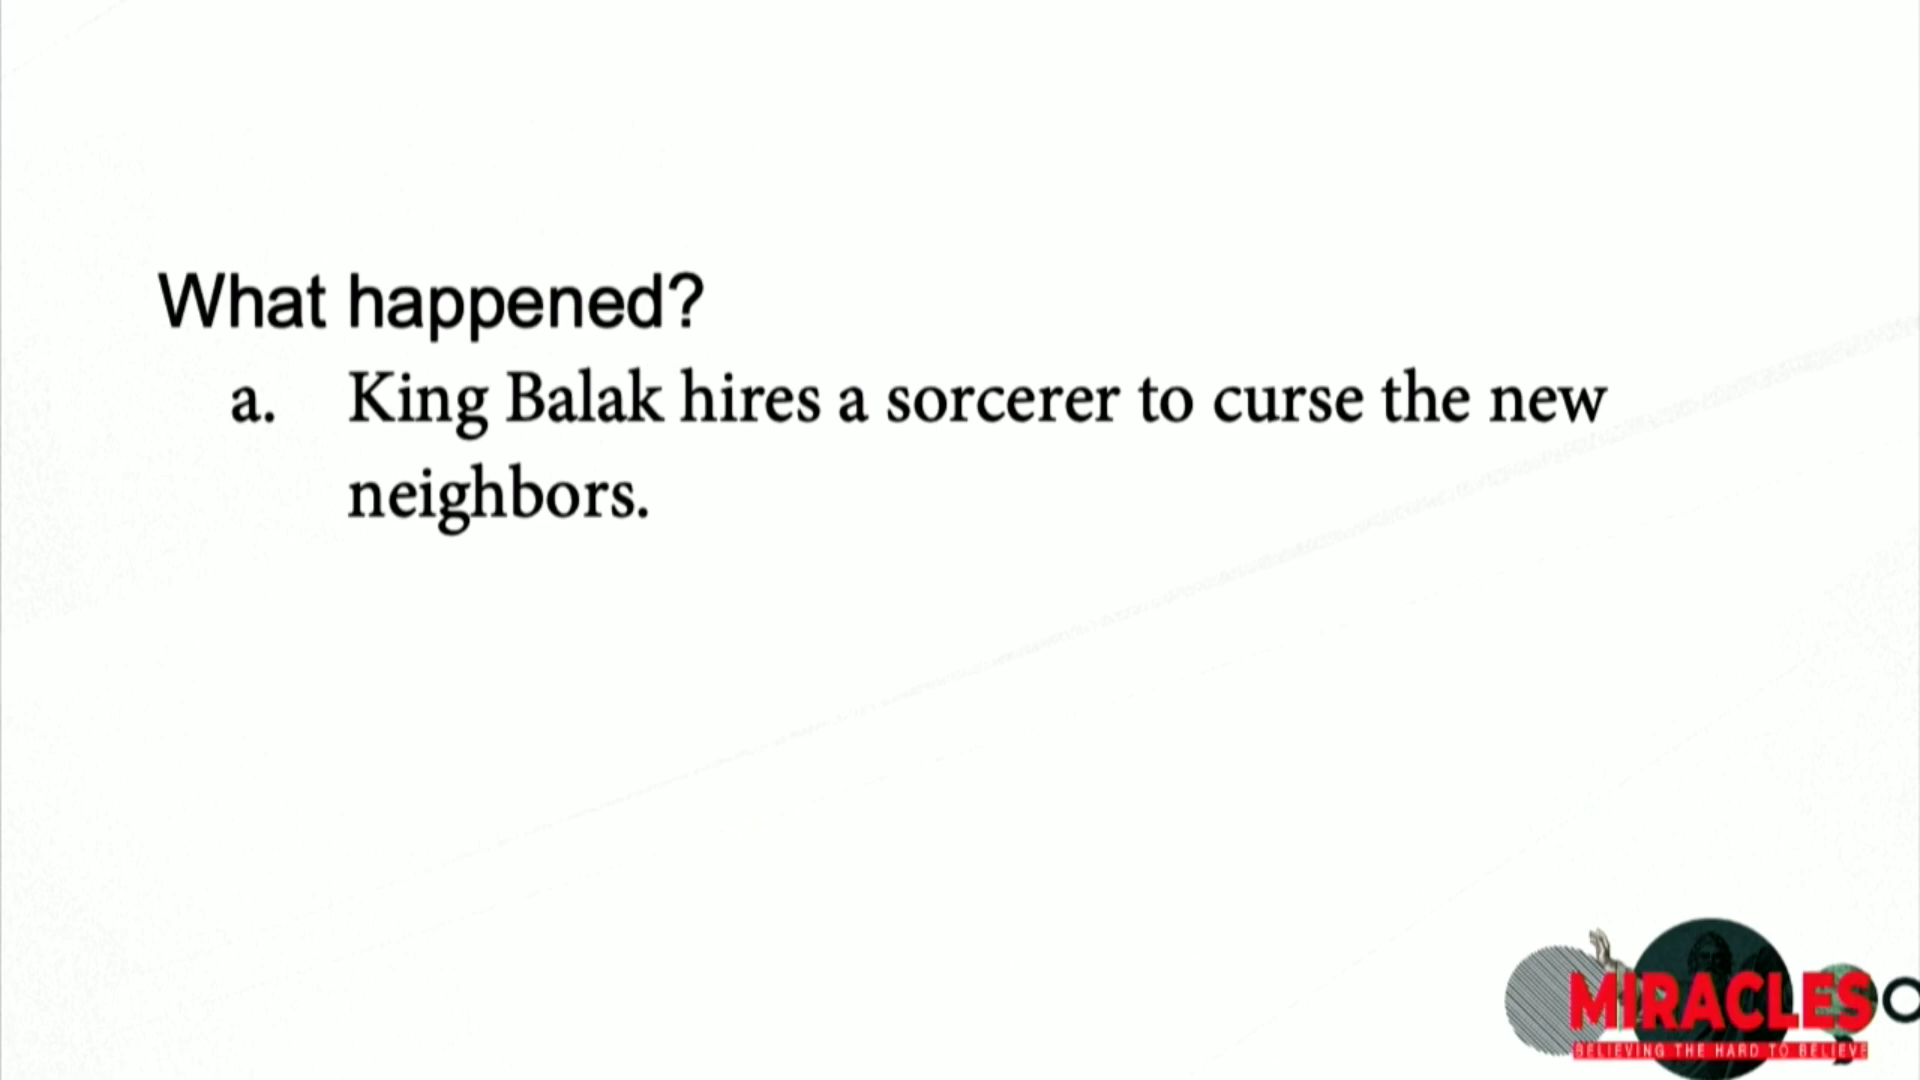 What happened?
a. King Balak hires a sorcerer to curse the new
neighbors.
MIRACLES
BELIEVING THE HARD TO BELIEVE